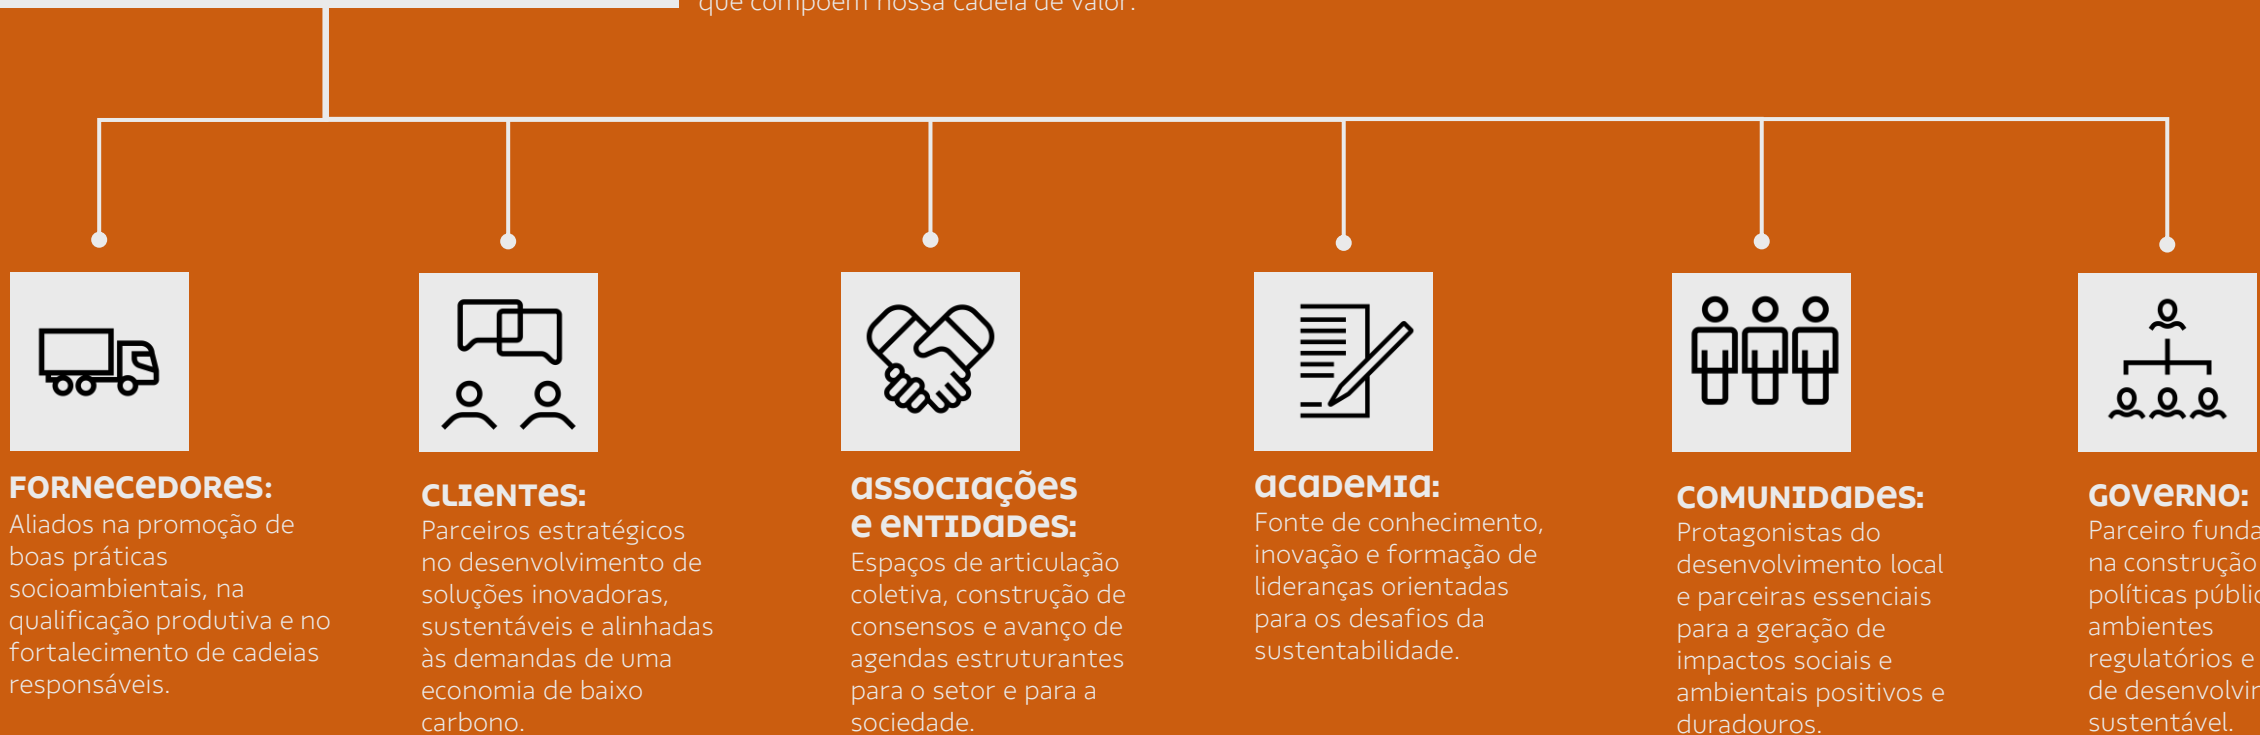 que compõem nossa cadeia de valor.
FORNECEDORES:
Aliados na promoção de
boas práticas
socioambientais, na
qualificação produtiva e no
fortalecimento de cadeias
responsáveis.
CLIENTES:
Parceiros estratégicos
no desenvolvimento de
soluções inovadoras,
sustentáveis e alinhadas
às demandas de uma
economia de baixo
carbono.
ASSOCIAÇÕES
E ENTIDADES:
Espaços de articulação
coletiva, construção de
consensos e avanço de
agendas estruturantes
para o setor e para a
sociedade.
ACADEMIA:
Fonte de conhecimento,
inovação e formação de
lideranças orientadas
para os desafios da
sustentabilidade.
COMUNIDADES:
Protagonistas do
desenvolvimento local
e parceiras essenciais
para a geração de
impactos sociais e
ambientais positivos e
duradouros.
GOVERNO:
Parceiro
na construção
políticas
ambientes
regulatórios e
de
sustentável.